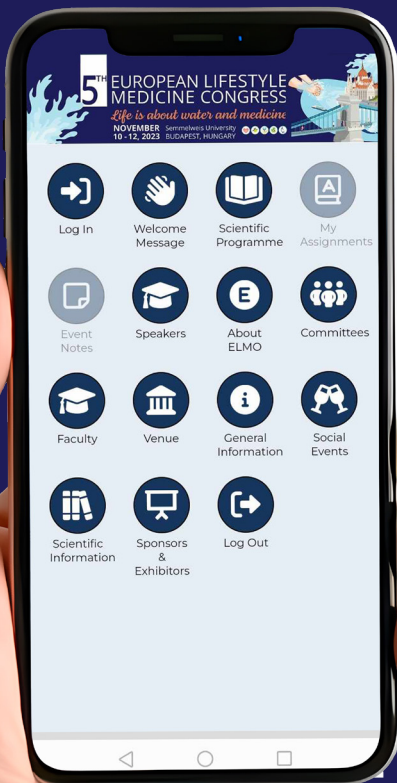 5TH EUROPEAN LIFESTYLE
MEDICINE CONGRESS
Life is about water and medicine
NOVEMBER Semmelweis University
10 - 12, 2023 BUDAPEST, HUNGARY
Log In
Welcome
Message
Scientific
Programme
My
Assignments
Event
Notes
Speakers
E
About
ELMO
Committees
Faculty
Venue
i
General
Information
Social
Events
Scientific
Information
Sponsors
&
Exhibitors
Log Out